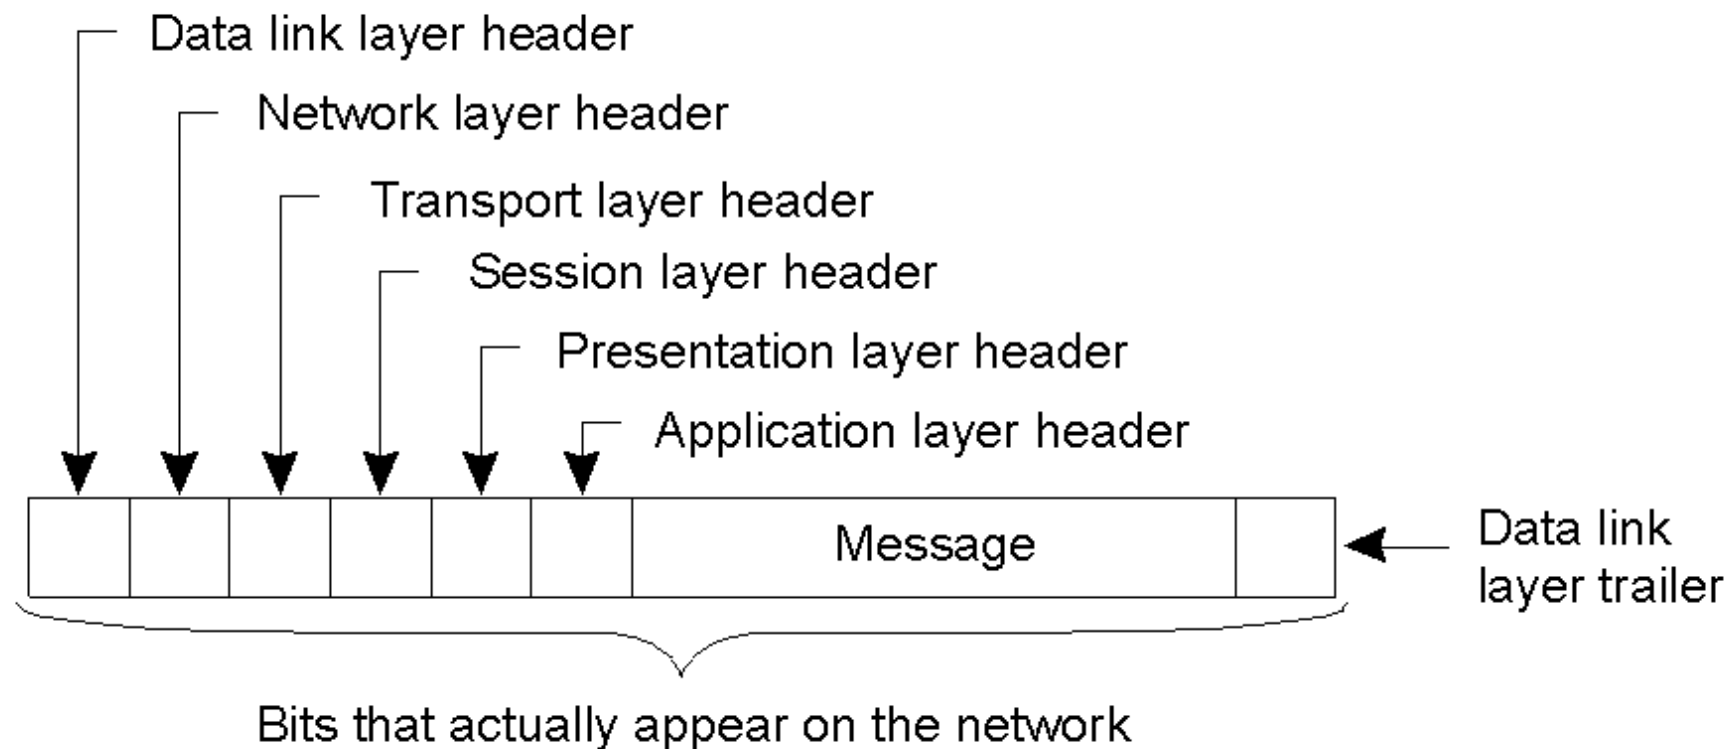 Data link layer header
Network layer header
Transport layer header
Session layer header
Presentation layer header
Application layer header
Message
Data link
layer trailer
Bits that actually appear on the network